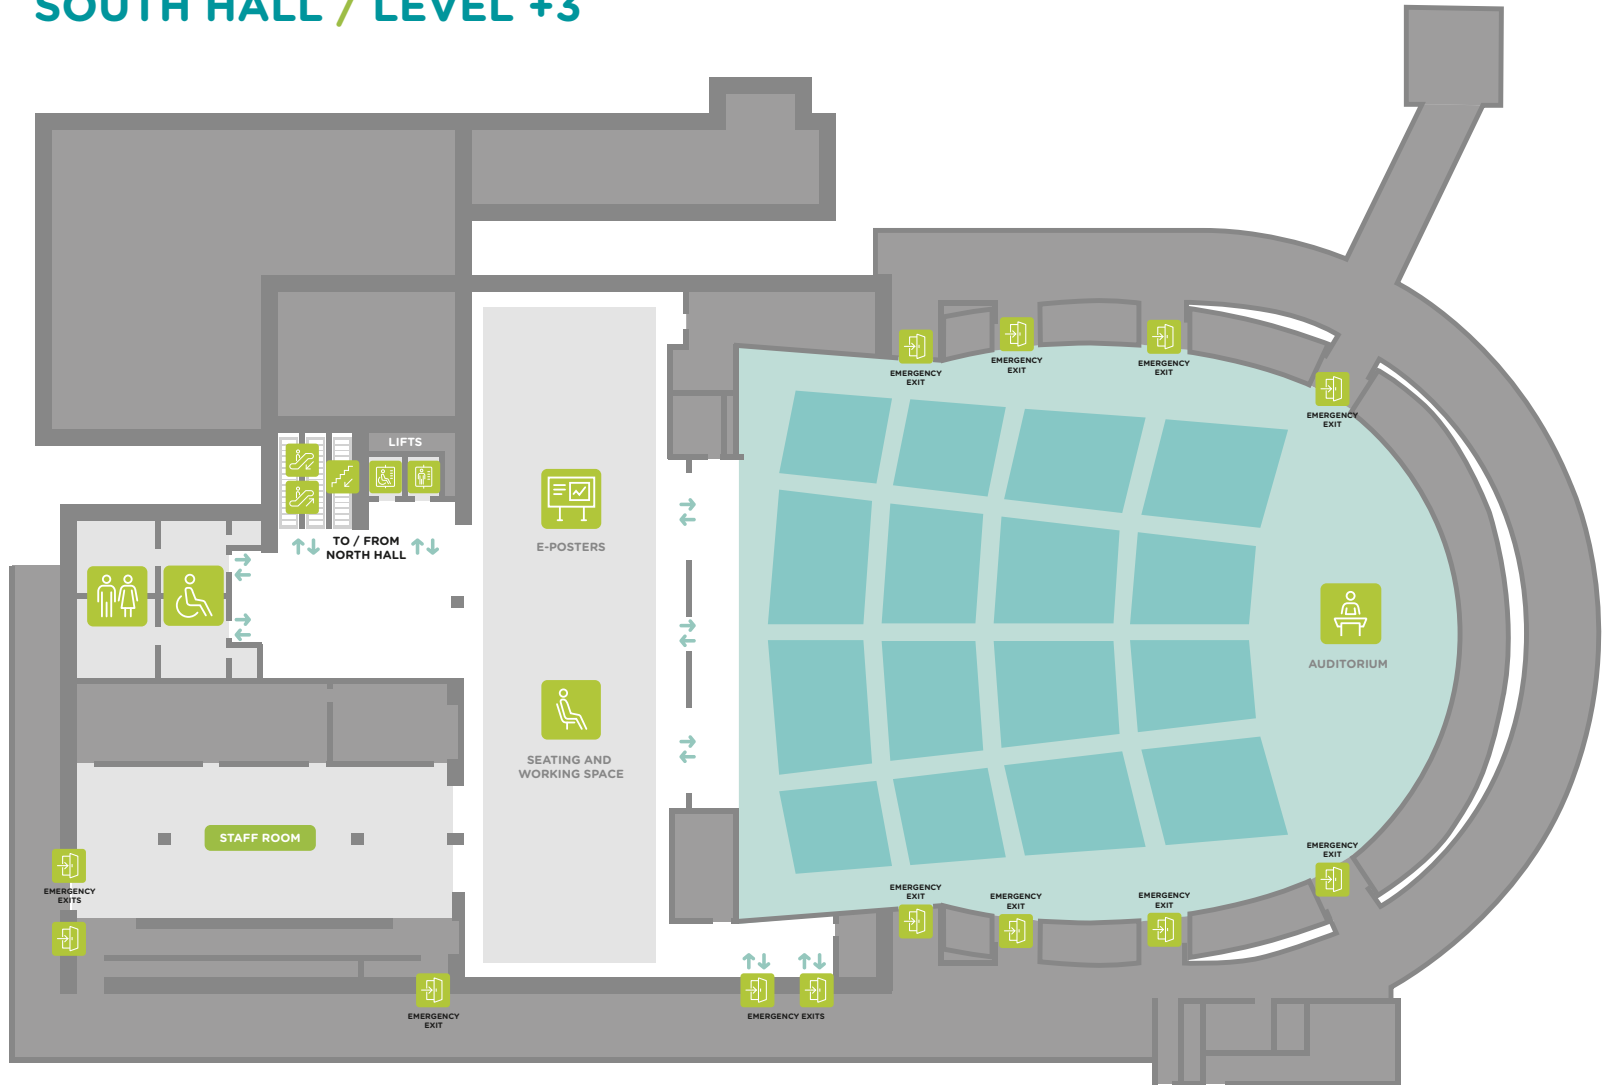 SOUTH HALL / LEVEL +3
EMERGENCY
EXIT
EMERGENCY
EXIT
EMERGENCY
EXIT
EMERGENCY
EXIT
LIFTS
TO / FROM
NORTH HALL
E-POSTERS
AUDITORIUM
SEATING AND
WORKING SPACE
STAFF ROOM
EMERGENCY
EXITS
EMERGENCY
EXIT
EMERGENCY
EXIT
EMERGENCY
EXIT
EMERGENCY
EXIT
EMERGENCY
EXIT
EMERGENCY EXITS